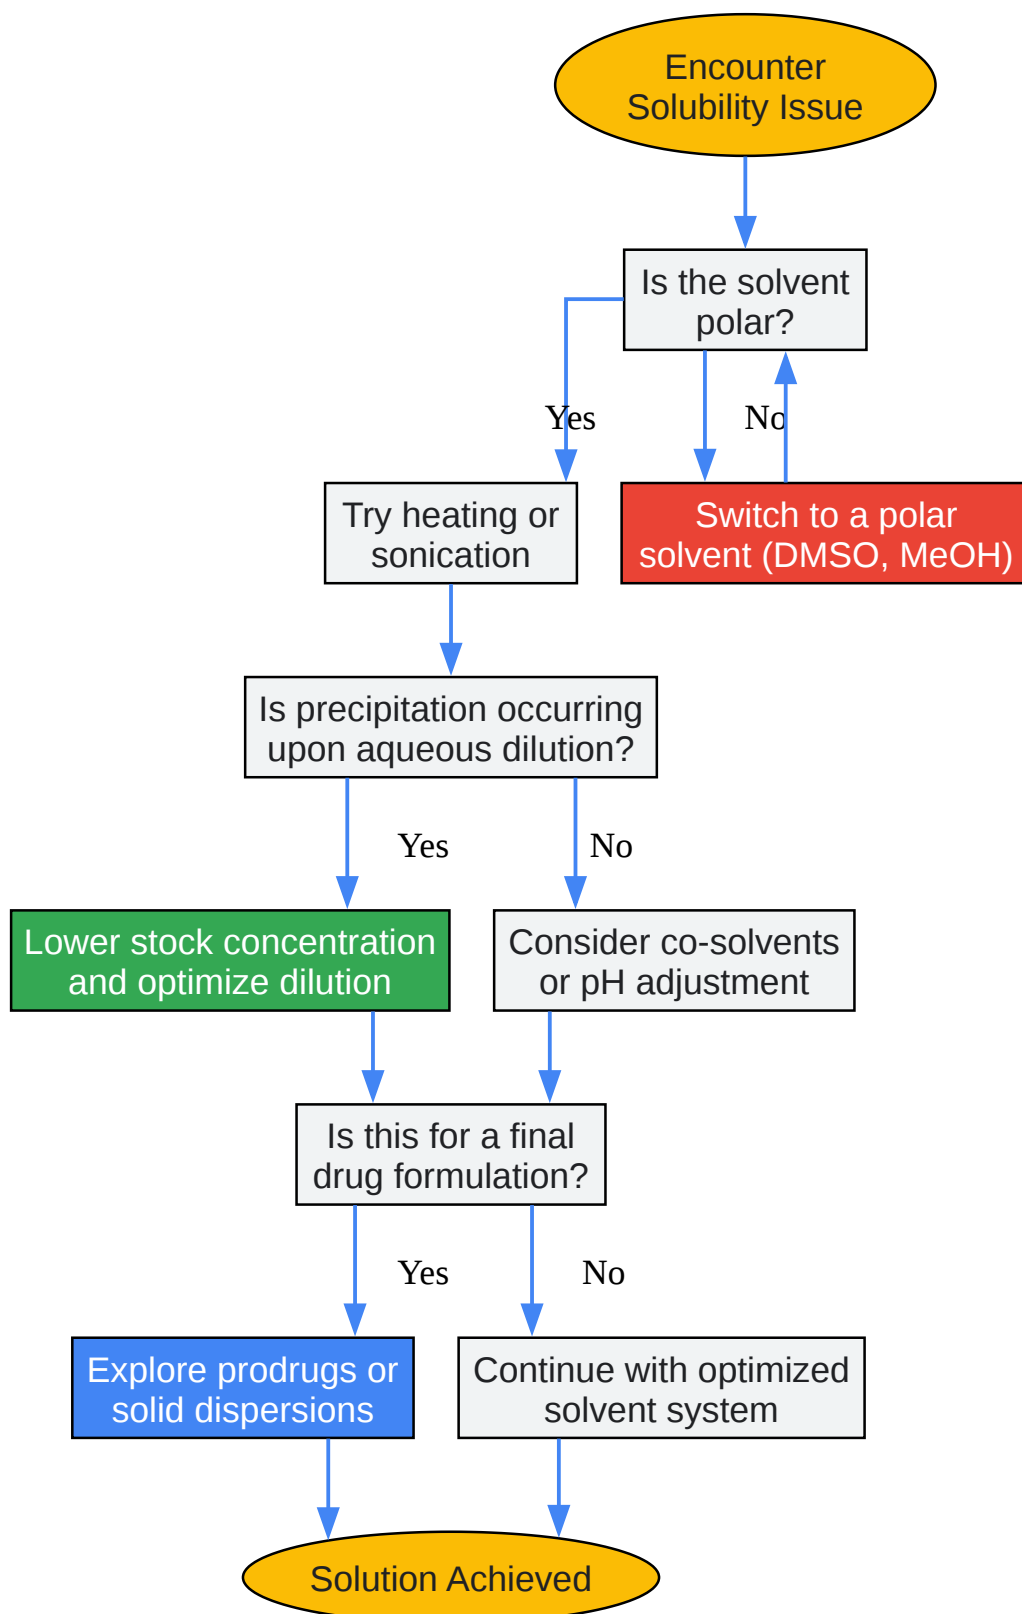 Encounter
Solubility Issue
Is the solvent
polar?
Yes
No
Try heating or
sonication
Switch to a polar
solvent (DMSO, MeOH)
Is precipitation occurring
upon aqueous dilution?
Yes
No
Lower stock concentration
and optimize dilution
Consider co-solvents
or pH adjustment
Is this for a final
drug formulation?
Yes
No
Explore prodrugs or
solid dispersions
Continue with optimized
solvent system
Solution Achieved